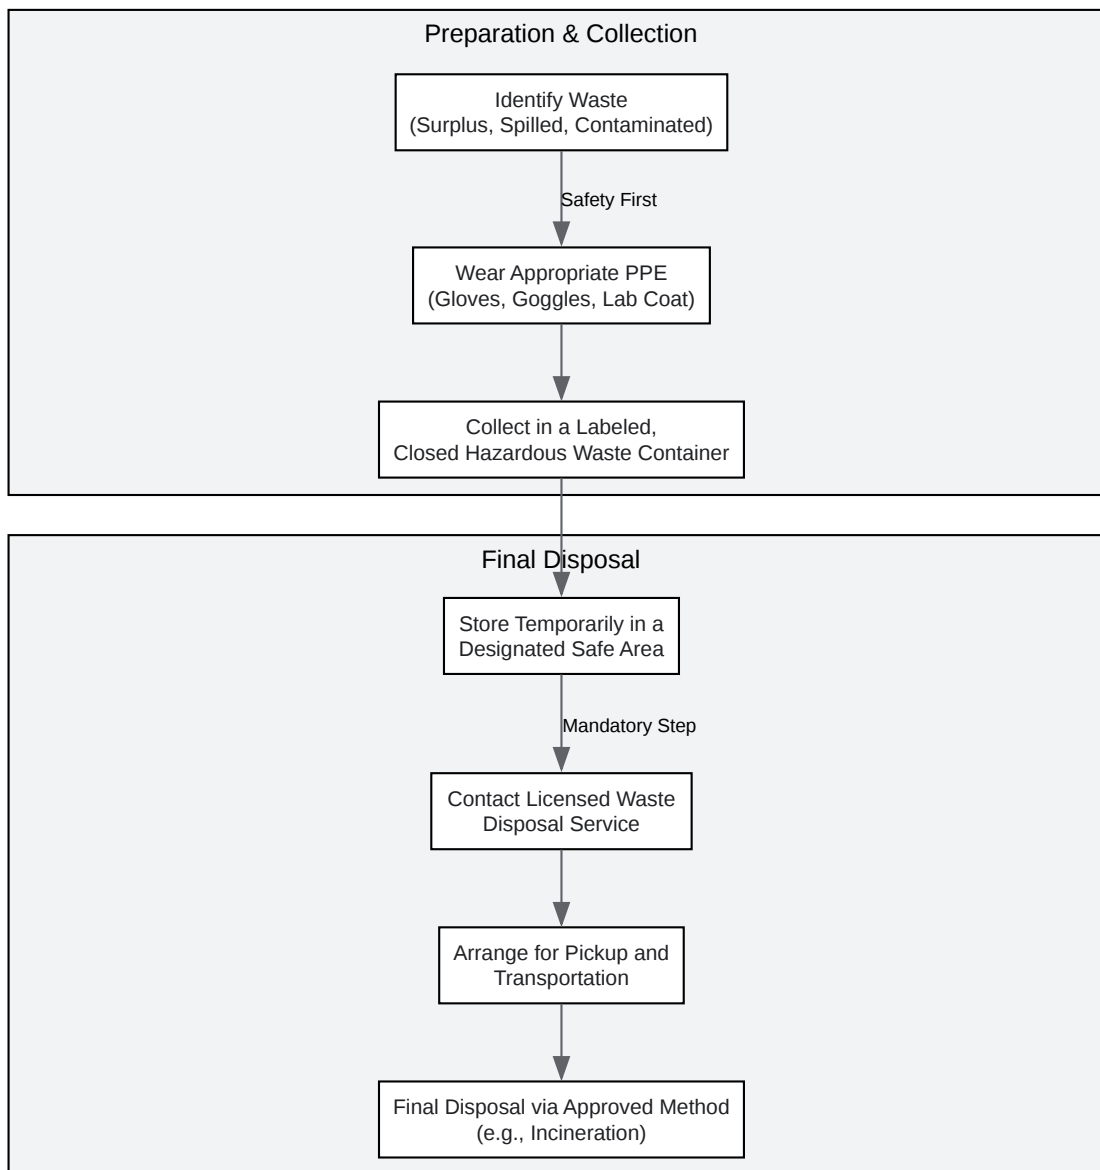 Preparation & Collection
Identify Waste
(Surplus, Spilled, Contaminated)
Safety First
Wear Appropriate PPE
(Gloves, Goggles, Lab Coat)
Collect in a Labeled,
Closed Hazardous Waste Container
Final Disposal
Store Temporarily in a
Designated Safe Area
Mandatory Step
Contact Licensed Waste
Disposal Service
Arrange for Pickup and
Transportation
Final Disposal via Approved Method
(e.g., Incineration)